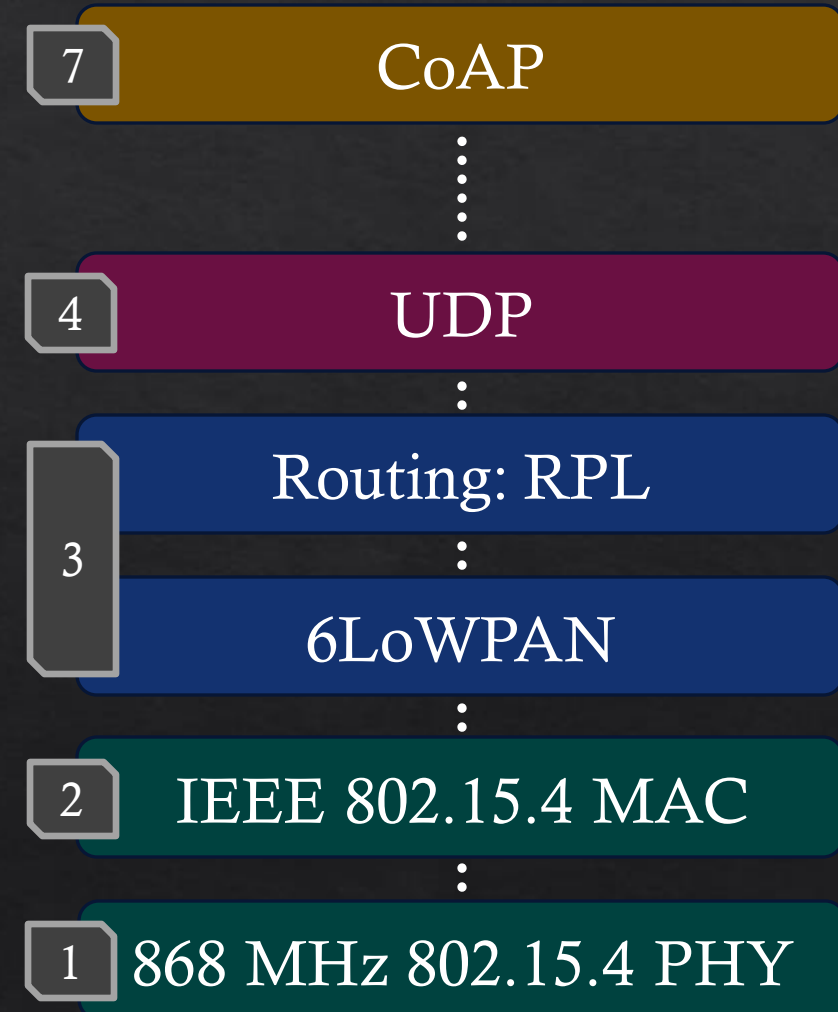 7 CoAP
4 UDP
Routing: RPL
3
6LoWPAN
2 IEEE 802.15.4 MAC
1 868 MHz 802.15.4 PHY